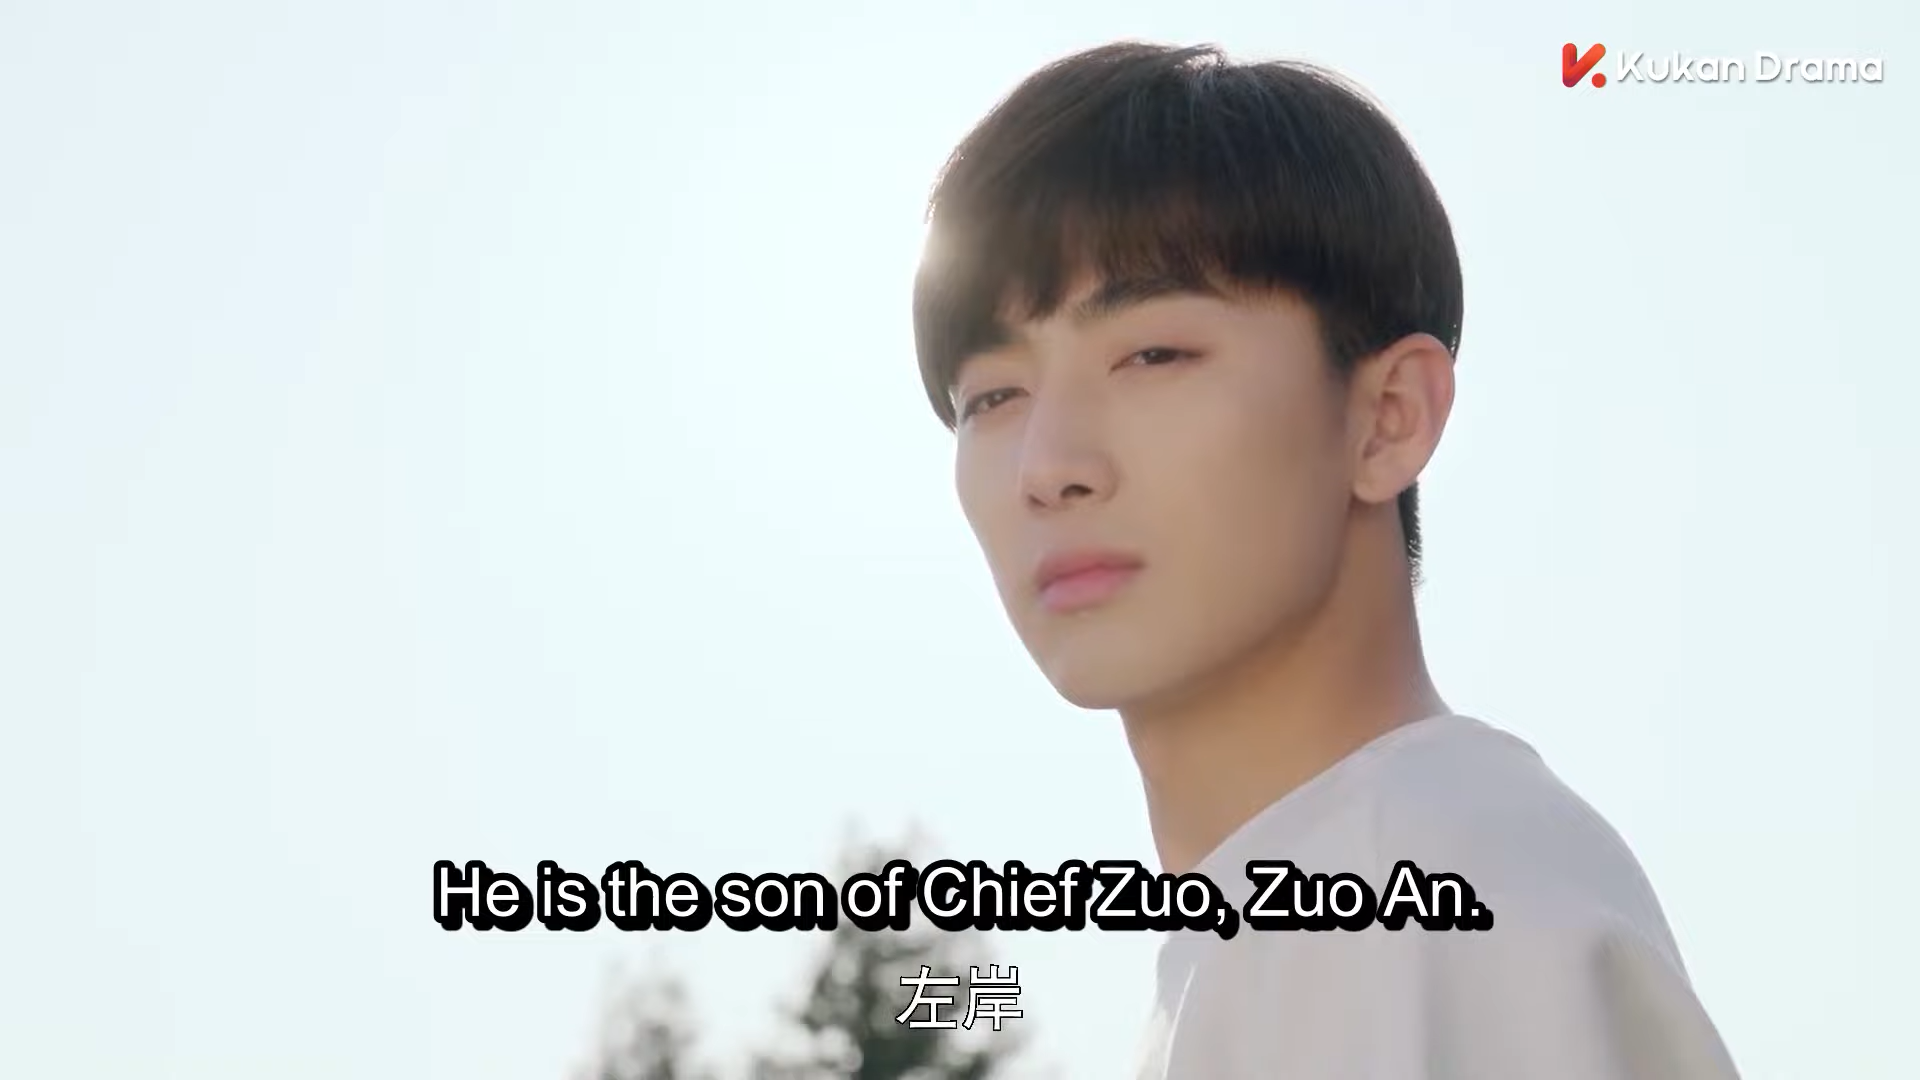 Kukan Drama
He is the son of Chief Zuo, Zuo An.
左岸